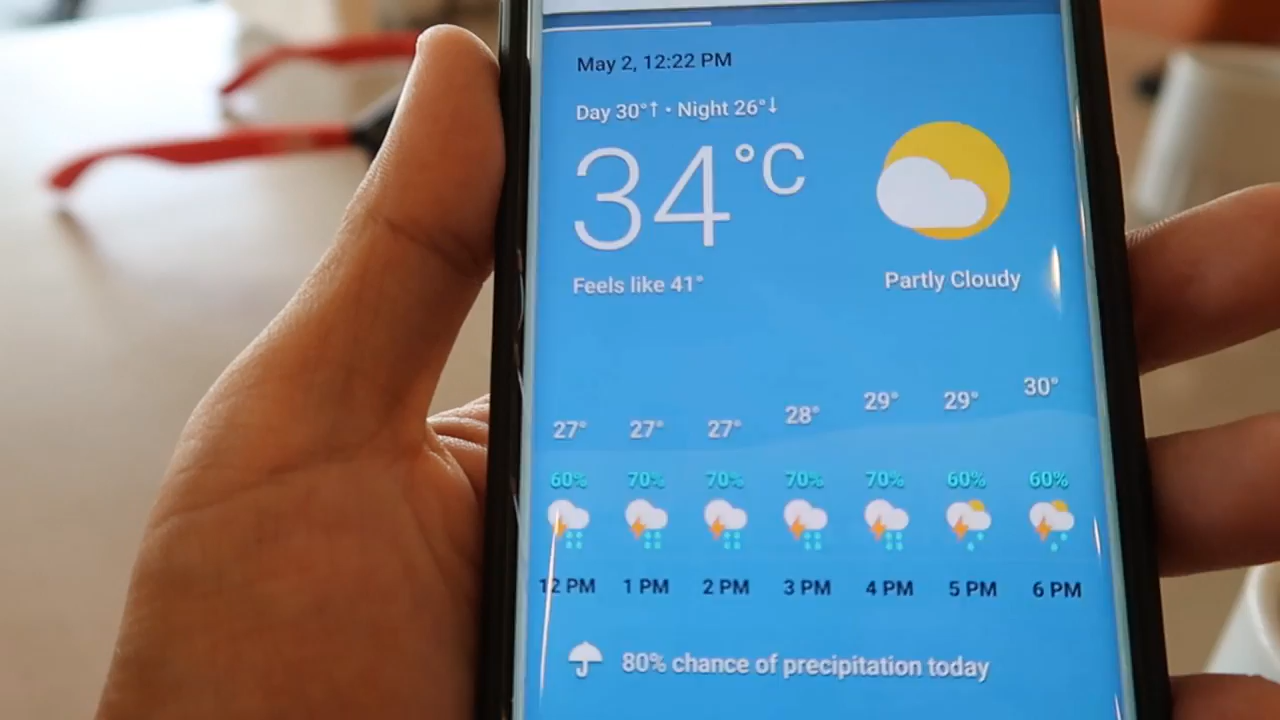 May 2, 12:22 PM
Day 30°↑ · Night 26°↓
34°C
Feels like 41°
Partly Cloudy
27° 27° 27° 28° 29° 29° 30°
60% 70% 70% 70% 70% 60% 60%
12 PM 1 PM 2 PM 3 PM 4 PM 5 PM 6 PM
80% chance of precipitation today